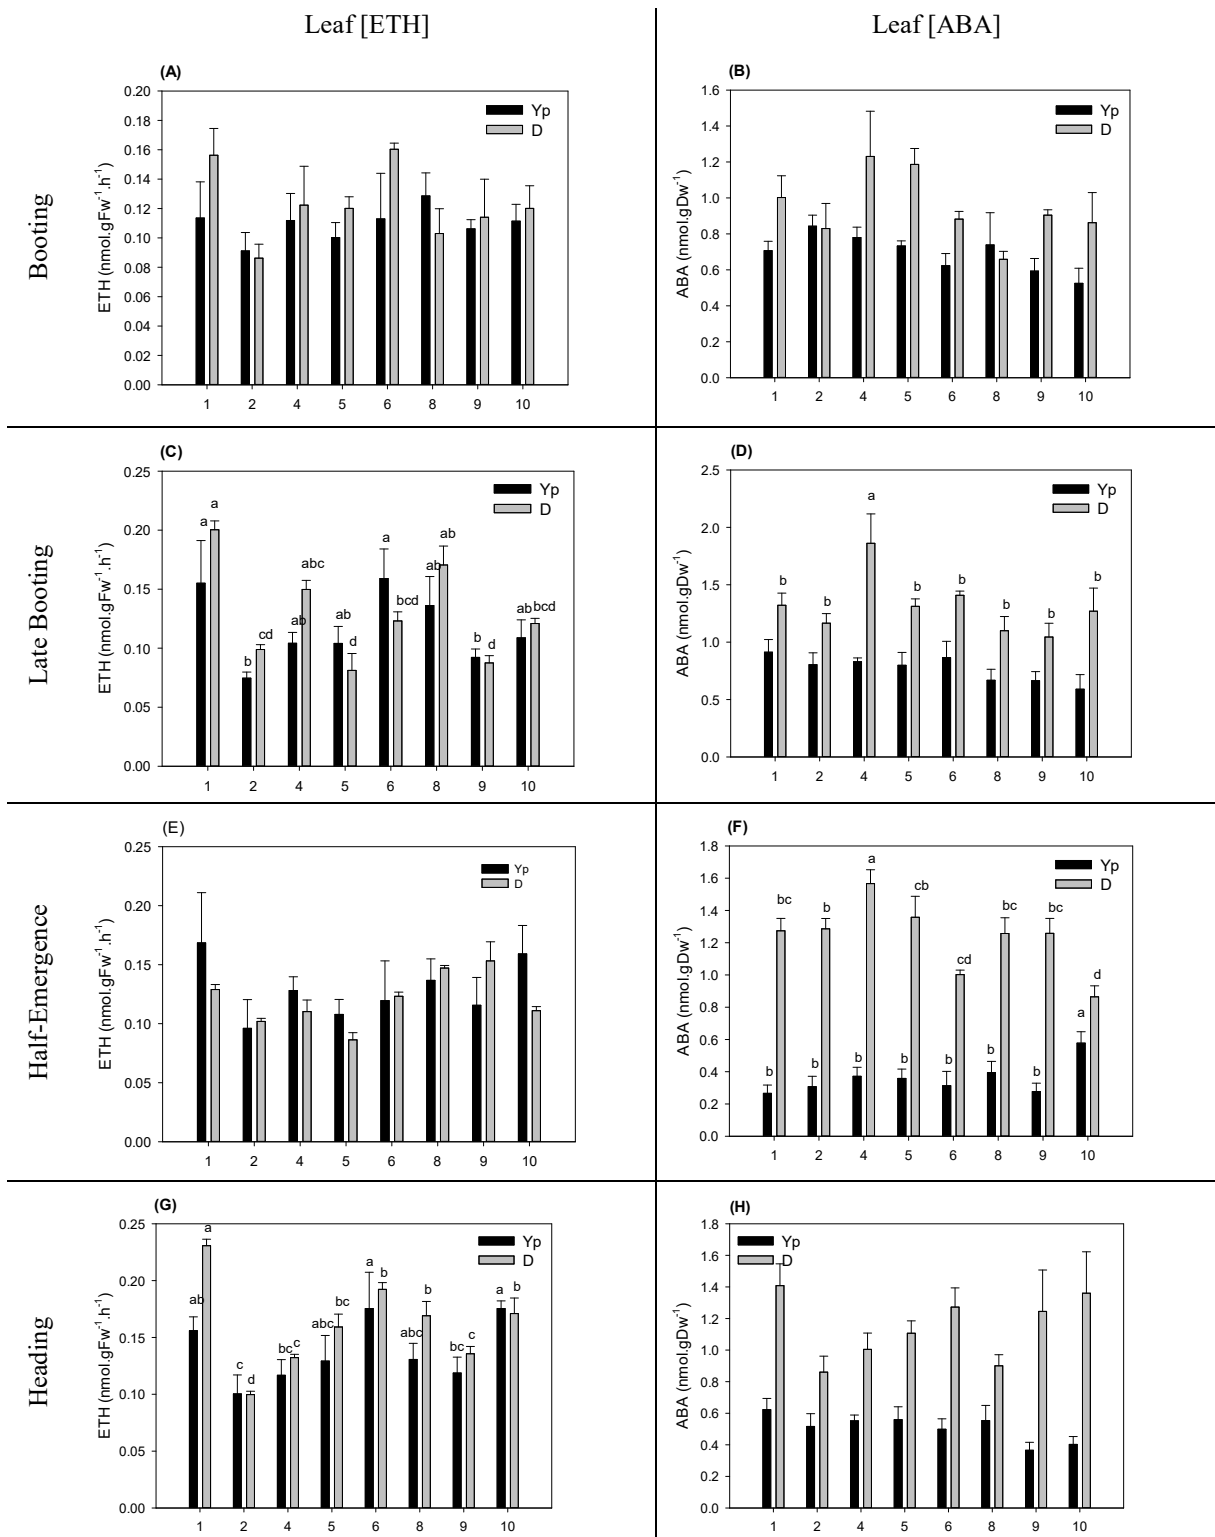 Leaf [ETH]
Leaf [ABA]
Booting
(A)
ETH (nmol.gFw-1.h-1)
0.20
0.18
0.16
0.14
0.12
0.10
0.08
0.06
0.04
0.02
0.00
Yp
D
1 2 4 5 6 8 9 10
(B)
ABA (nmol.gDw-1)
1.6
1.4
1.2
1.0
0.8
0.6
0.4
0.2
0.0
Yp
D
1 2 4 5 6 8 9 10
Late Booting
(C)
ETH (nmol.gFw-1.h-1)
0.25
0.20
0.15
0.10
0.05
0.00
Yp
D
a a b cd ab abc ab d a bcd ab ab b d ab bcd
1 2 4 5 6 8 9 10
(D)
ABA (nmol.gDw-1)
2.5
2.0
1.5
1.0
0.5
0.0
Yp
D
b b a b b b b b
1 2 4 5 6 8 9 10
Half-Emergence
(E)
ETH (nmol.gFw-1.h-1)
0.25
0.20
0.15
0.10
0.05
0.00
Yp
D
1 2 4 5 6 8 9 10
(F)
ABA (nmol.gDw-1)
1.8
1.6
1.4
1.2
1.0
0.8
0.6
0.4
0.2
0.0
Yp
D
b bc b b b a b cb b cd b bc b bc a d
1 2 4 5 6 8 9 10
Heading
(G)
ETH (nmol.gFw-1.h-1)
0.25
0.20
0.15
0.10
0.05
0.00
Yp
D
ab a c d bc c abc bc a b abc b bc c a b
1 2 4 5 6 8 9 10
(H)
ABA (nmol.gDw-1)
1.8
1.6
1.4
1.2
1.0
0.8
0.6
0.4
0.2
0.0
Yp
D
1 2 4 5 6 8 9 10